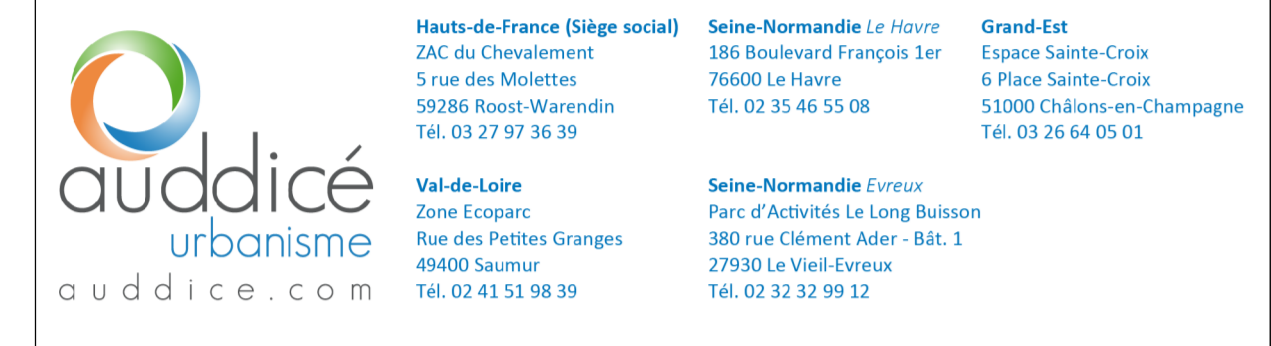 auddicé
urbanisme
auddice.com
Hauts-de-France (Siège social)
ZAC du Chevalement
5 rue des Molettes
59286 Roost-Warendin
Tél. 03 27 97 36 39
Seine-Normandie Le Havre
186 Boulevard François 1er
76600 Le Havre
Tél. 02 35 46 55 08
Grand-Est
Espace Sainte-Croix
6 Place Sainte-Croix
51000 Châlons-en-Champagne
Tél. 03 26 64 05 01
Val-de-Loire
Zone Ecoparc
Rue des Petites Granges
49400 Saumur
Tél. 02 41 51 98 39
Seine-Normandie Evreux
Parc d’Activités Le Long Buisson
380 rue Clément Ader - Bât. 1
27930 Le Vieil-Evreux
Tél. 02 32 32 99 12